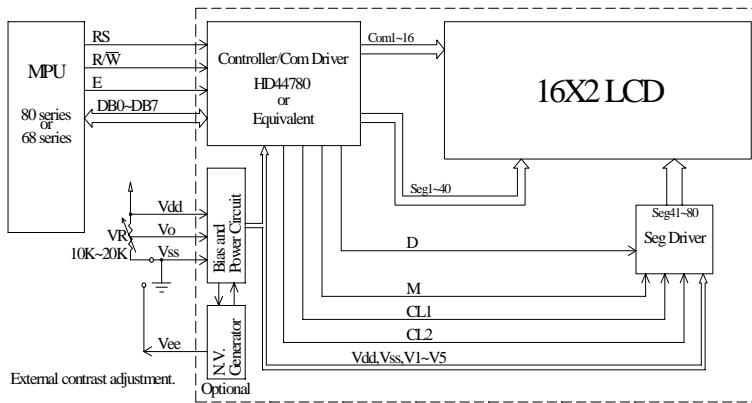 RS
R/W
E
DB0~DB7
MPU
80 series
or
68 series
Controller/Com Driver
HD44780
or
Equivalent
Com1~16
16X2 LCD
Seg1~40
Seg41~80
Seg Driver
D
M
CL1
CL2
Vdd,Vss,V1~V5
Vdd
Vo
Vss
VR
10K~20K
Bias and
Power Circuit
Vee
N.V.
Generator
Optional
External contrast adjustment.